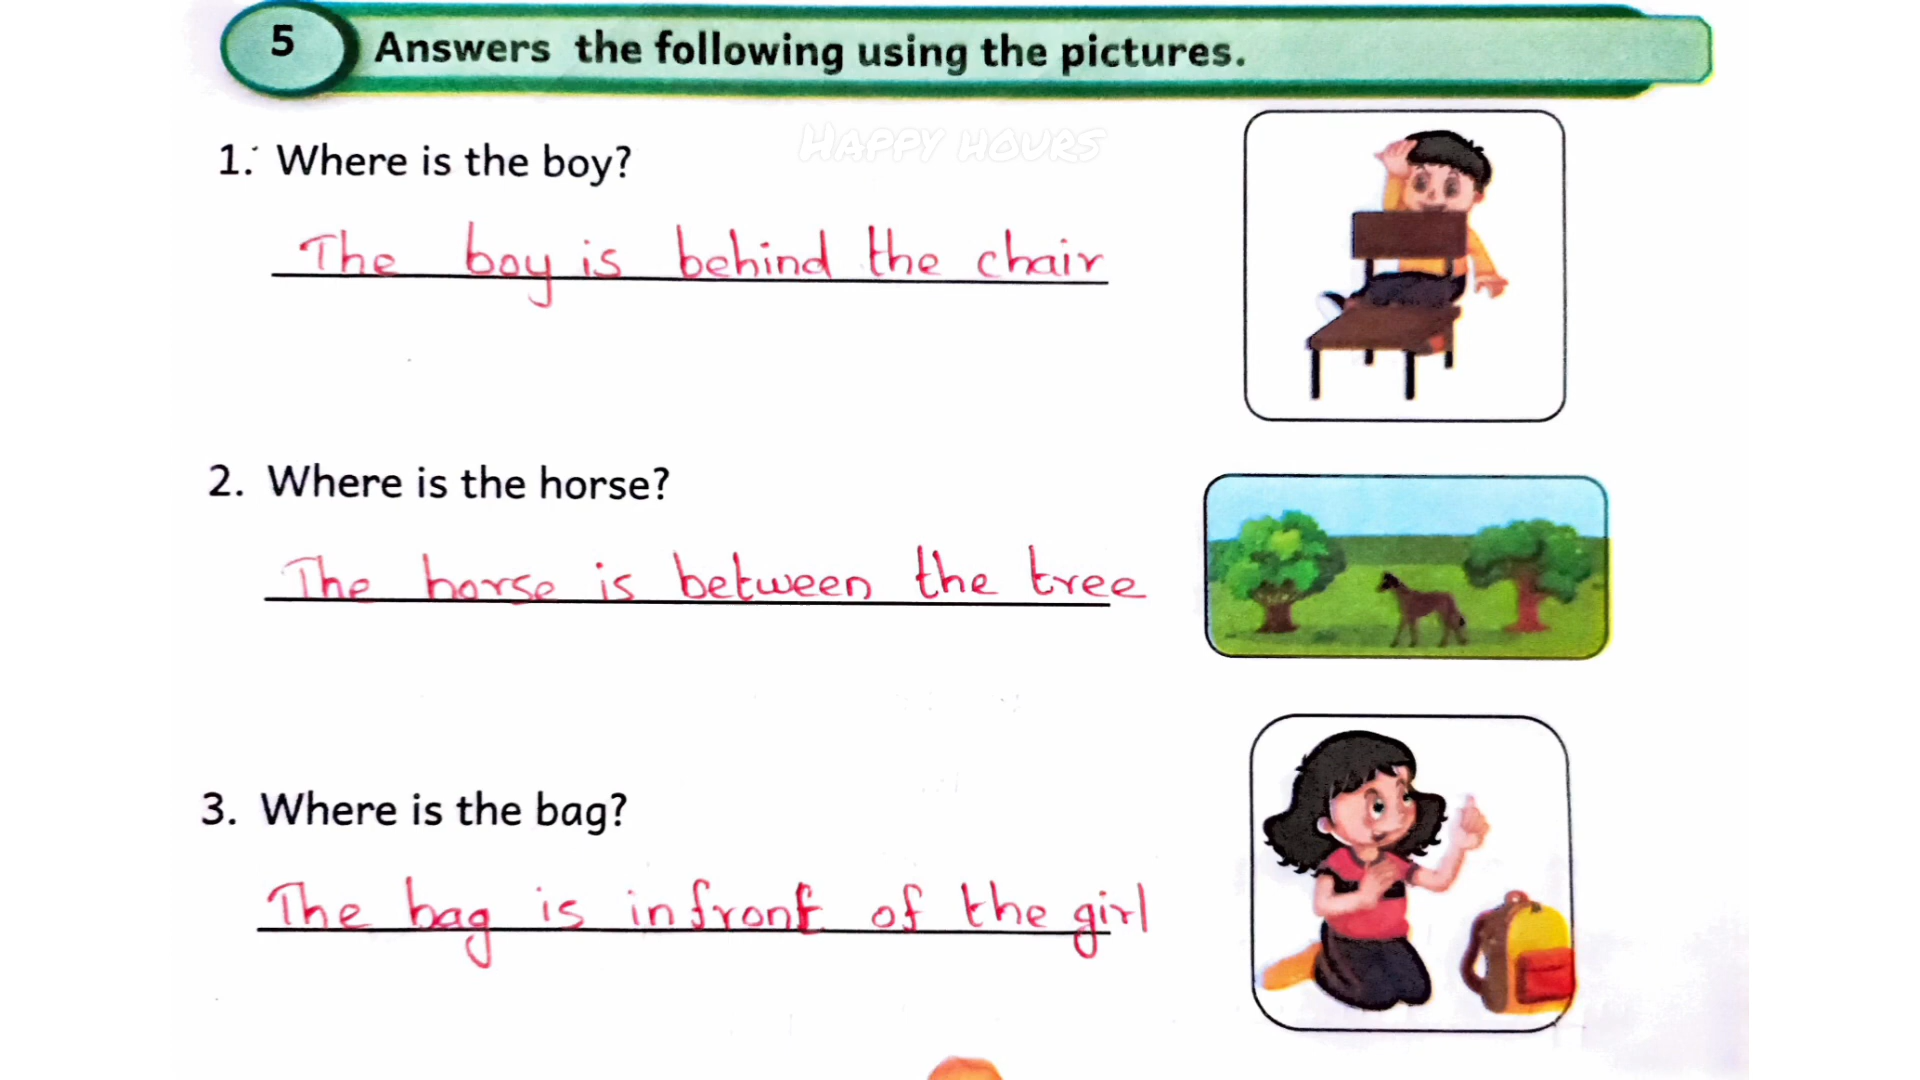 5 Answers the following using the pictures.
HAPPY HOURS
1. Where is the boy?
The boy is behind the chair
2. Where is the horse?
The horse is between the tree
3. Where is the bag?
The bag is infront of the girl